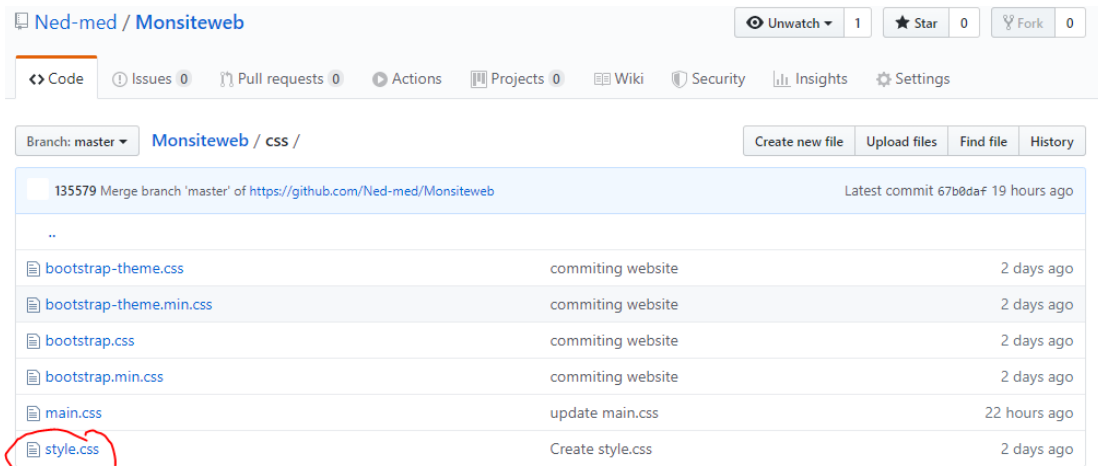 Ned-med / Monsiteweb Unwatch 1 Star 0 Fork 0
Code Issues 0 Pull requests 0 Actions Projects 0 Wiki Security Insights Settings
Branch: master Monsiteweb / css / Create new file Upload files Find file History
135579 Merge branch 'master' of https://github.com/Ned-med/Monsiteweb Latest commit 67b0daf 19 hours ago
..
bootstrap-theme.css commiting website 2 days ago
bootstrap-theme.min.css commiting website 2 days ago
bootstrap.css commiting website 2 days ago
bootstrap.min.css commiting website 2 days ago
main.css update main.css 22 hours ago
style.css Create style.css 2 days ago